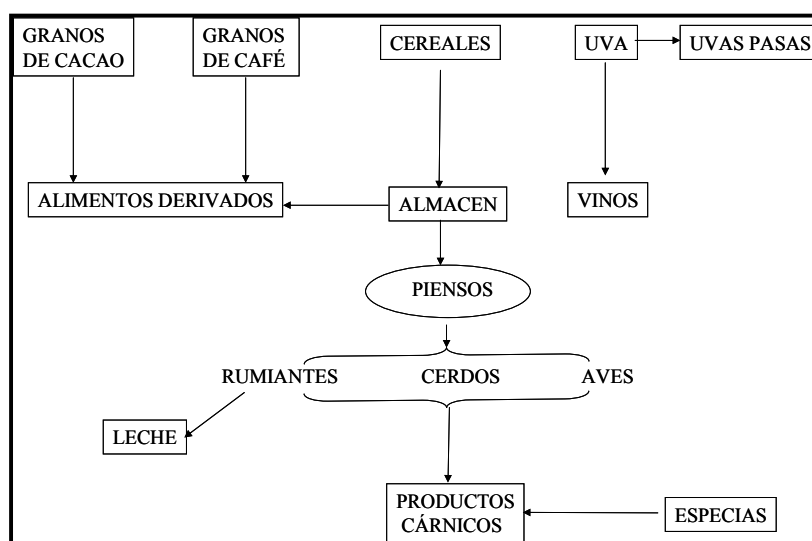 GRANOS
DE CACAO
GRANOS
DE CAFÉ
CEREALES
UVA
UVAS PASAS
ALIMENTOS DERIVADOS
ALMACEN
VINOS
PIENSOS
RUMIANTES
CERDOS
AVES
LECHE
PRODUCTOS
CÁRNICOS
ESPECIAS